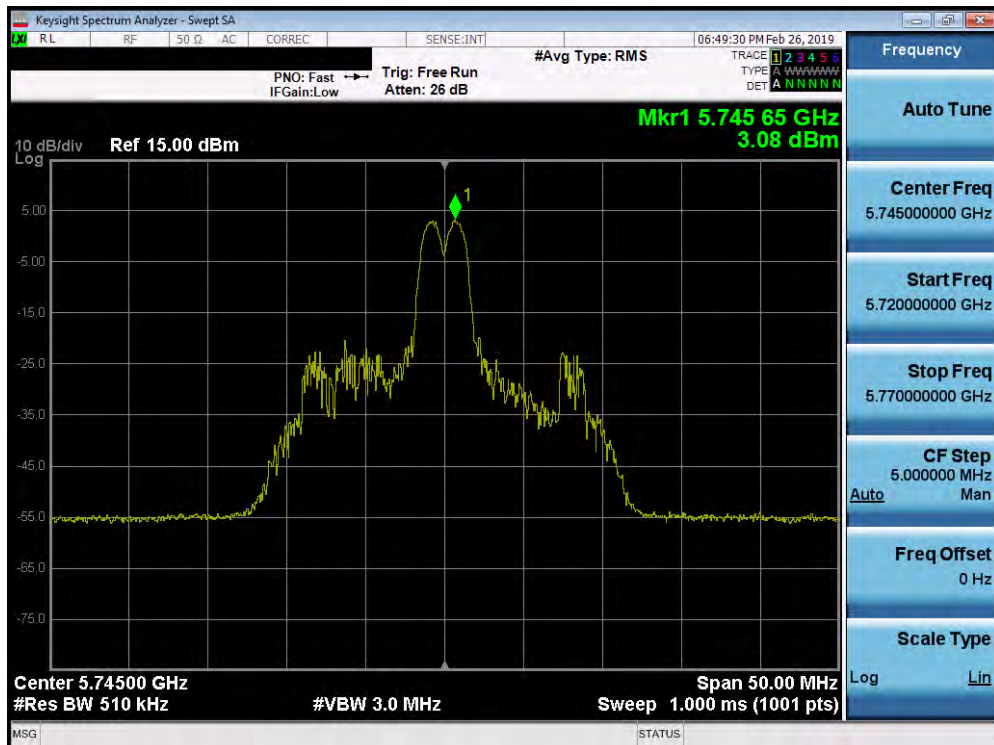 Keysight Spectrum Analyzer - Swept SA
LXI RL RF 50 Ω AC CORREC SENSE:INT 06:49:30 PM Feb 26, 2019
#Avg Type: RMS TRACE 1 2 3 4 5 6
PNO: Fast Trig: Free Run TYPE A W W W W W
IFGain:Low Atten: 26 dB DET A N N N N N
Mkr1 5.745 65 GHz
3.08 dBm
10 dB/div Ref 15.00 dBm
Log
1
5.00
-5.00
-15.0
-25.0
-35.0
-45.0
-55.0
-65.0
-75.0
Center 5.74500 GHz Span 50.00 MHz
#Res BW 510 kHz #VBW 3.0 MHz Sweep 1.000 ms (1001 pts)
MSG STATUS
Frequency
Auto Tune
Center Freq
5.745000000 GHz
Start Freq
5.720000000 GHz
Stop Freq
5.770000000 GHz
CF Step
5.000000 MHz
Auto Man
Freq Offset
0 Hz
Scale Type
Log Lin